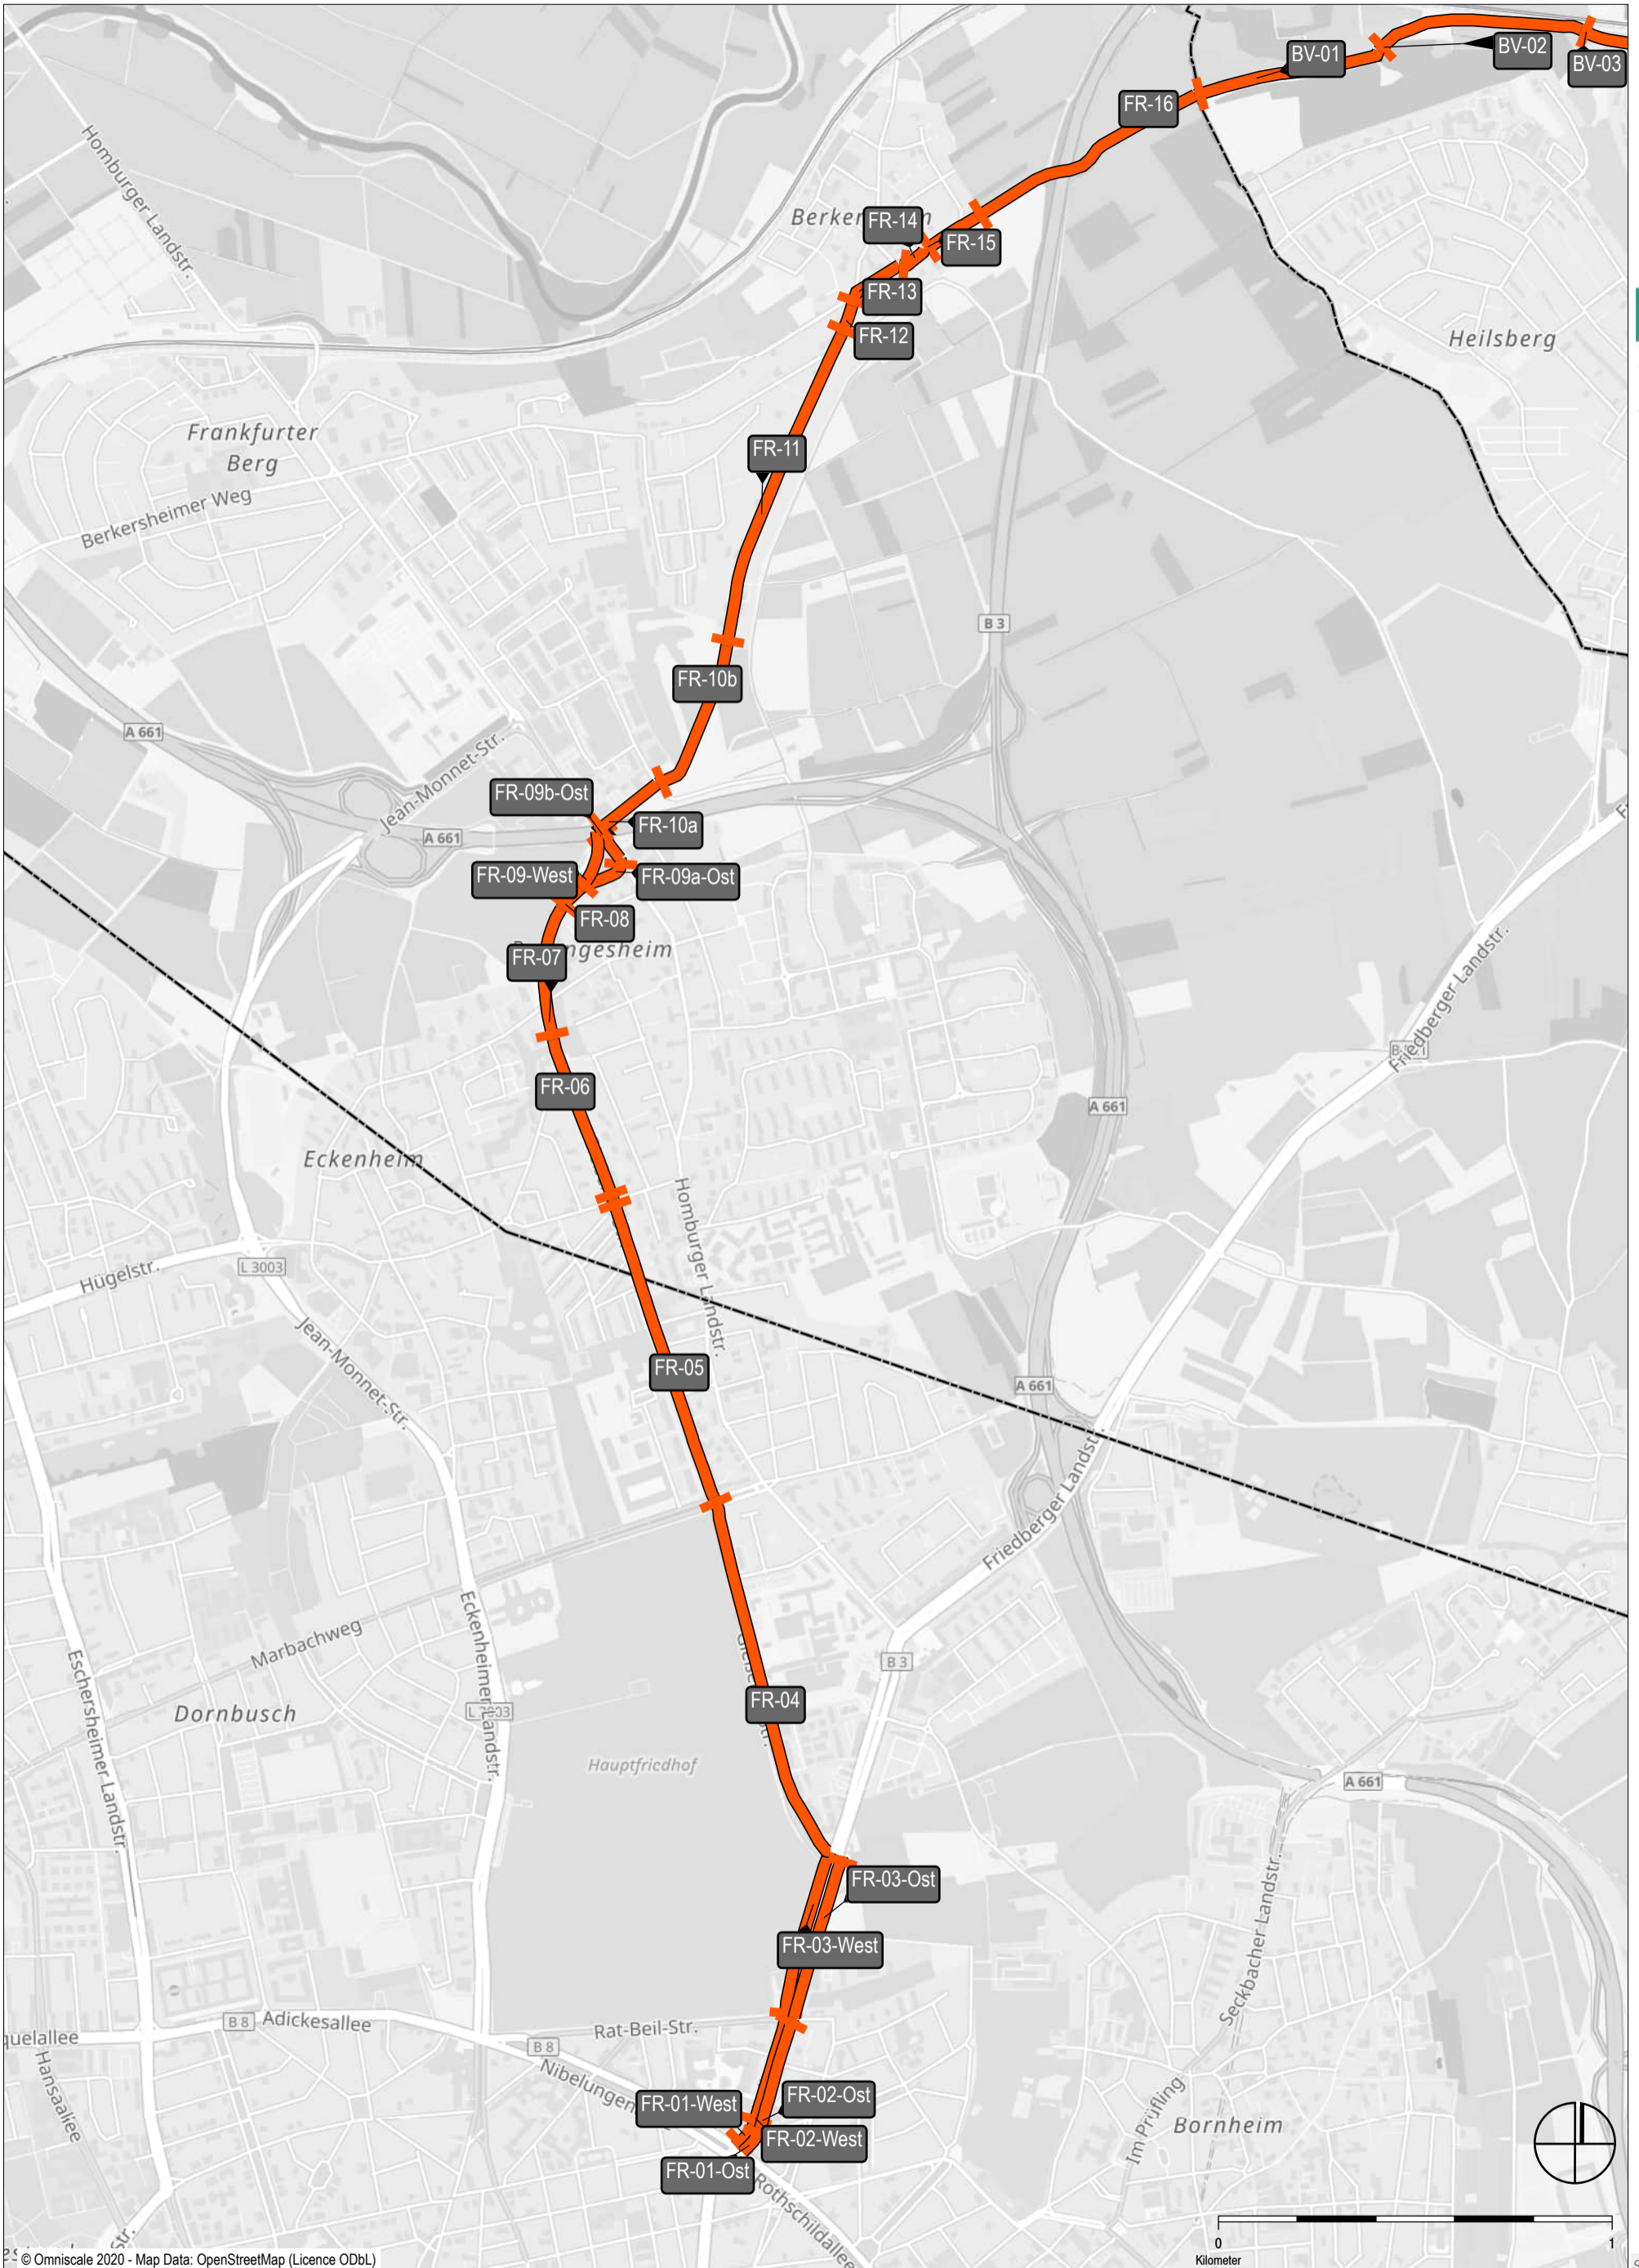 BV-01
BV-02
BV-03
FR-16
Homburger Landstr.
FR-14
FR-15
FR-13
FR-12
Heilsberg
Frankfurter
Berg
FR-11
Berkersheimer Weg
B 3
FR-10b
A 661
Jean-Monnet-Str.
FR-09b-Ost
FR-10a
A 661
FR-09-West
FR-09a-Ost
FR-08
FR-07
Friedberger Landstr.
FR-06
A 661
Eckenheim
Homburger Landstr.
Hügelstr.
L 3003
Jean-Monnet-Str.
FR-05
A 661
Friedberger Landstr.
Marbachweg
Eckenheimer Landstr.
Eschersheimer Landstr.
B 3
FR-04
Dornbusch
Hauptfriedhof
A 661
FR-03-Ost
Seckbacher Landstr.
FR-03-West
B 8
Adickesallee
Rat-Beil-Str.
quelallee
Hansaallee
B 8
Nibelungen
FR-01-West
FR-02-Ost
FR-02-West
Im Prüfling
Bornheim
FR-01-Ost
Rothschildallee
0
1
Kilometer
© Omniscale 2020 - Map Data: OpenStreetMap (Licence ODbL)